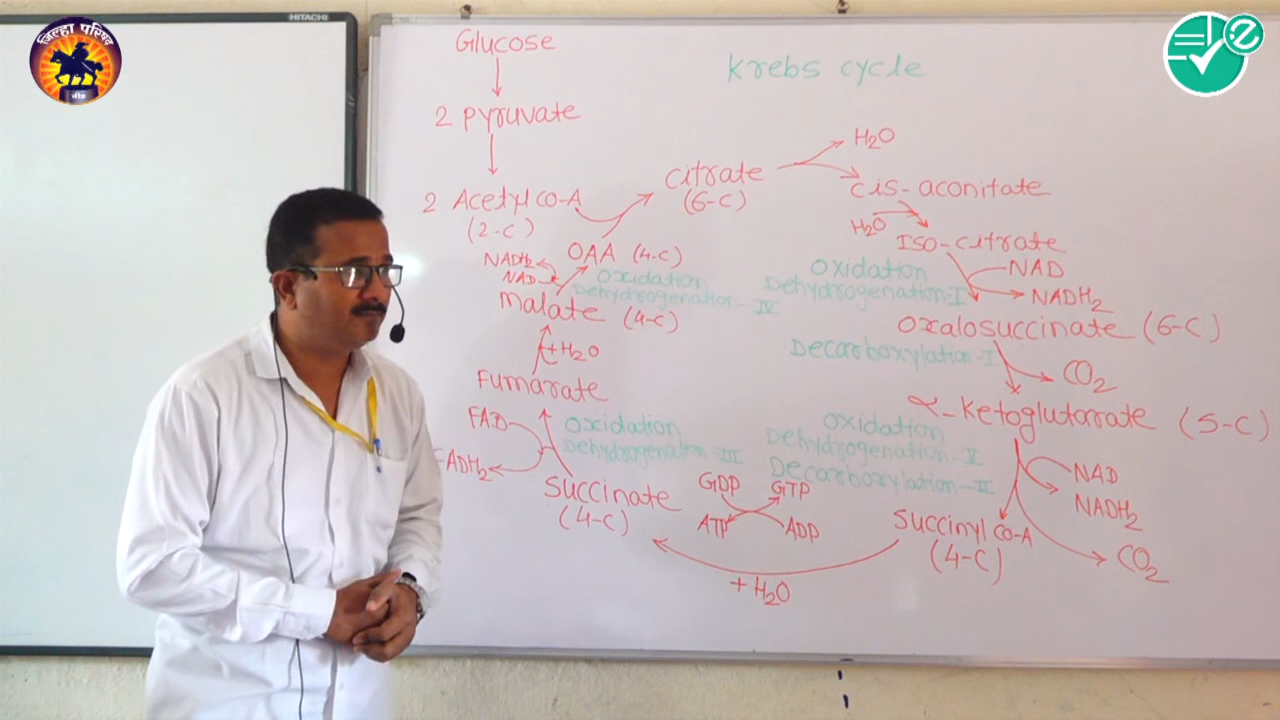 जिल्हा परिषद
बीड
HITACHI
e
Krebs cycle
Glucose
2 Pyruvate
2 Acetyl co-A
(2-c)
OAA (4-c)
Citrate
(6-c)
H₂O
cis-aconitate
H₂O
Iso-citrate
NAD
NADH₂
Oxidation
Dehydrogenation-I
Oxalosuccinate (6-C)
Decarboxylation-I
CO₂
α-Ketoglutarate (5-C)
Oxidation
Dehydrogenation-II
Decarboxylation-II
NAD
NADH₂
CO₂
Succinyl co-A
(4-C)
+H₂O
GDP
GTP
ATP
ADP
Succinate
(4-C)
FAD
FADH₂
Oxidation
Dehydrogenation-III
Fumarate
+H₂O
Malate (4-c)
NADH₂
NAD
Oxidation
Dehydrogenation-IV